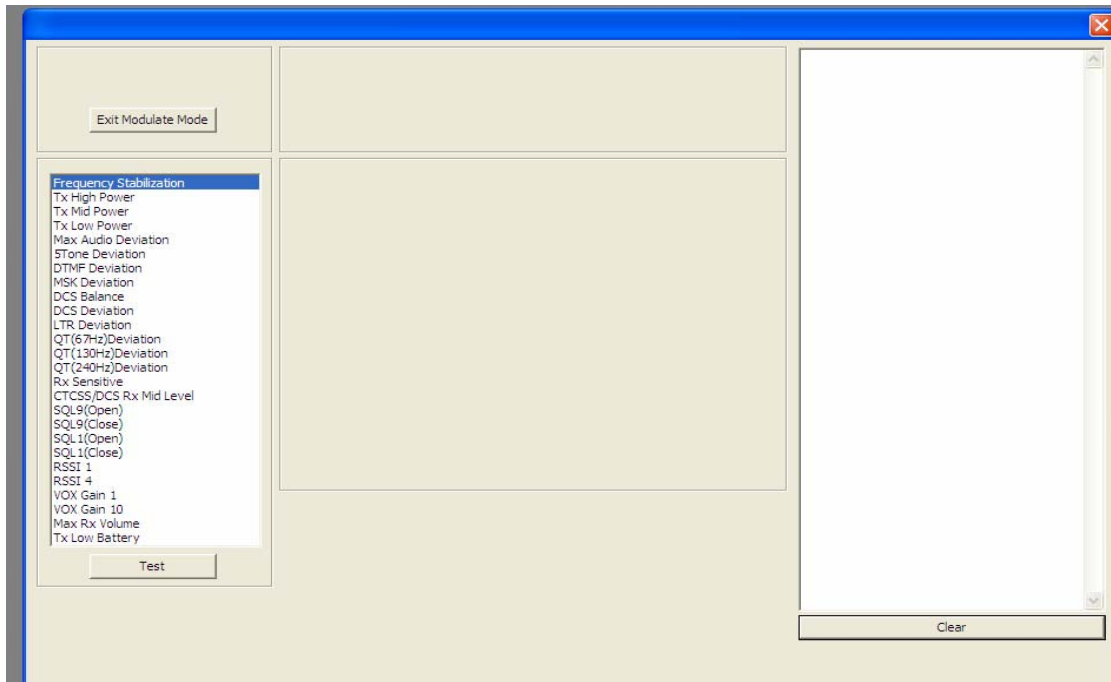 Exit Modulate Mode
Frequency Stabilization
Tx High Power
Tx Mid Power
Tx Low Power
Max Audio Deviation
5Tone Deviation
DTMF Deviation
MSK Deviation
DCS Balance
DCS Deviation
LTR Deviation
QT(67Hz)Deviation
QT(130Hz)Deviation
QT(240Hz)Deviation
Rx Sensitive
CTCSS/DCS Rx Mid Level
SQL9(Open)
SQL9(Close)
SQL1(Open)
SQL1(Close)
RSSI 1
RSSI 4
VOX Gain 1
VOX Gain 10
Max Rx Volume
Tx Low Battery
Test
Clear